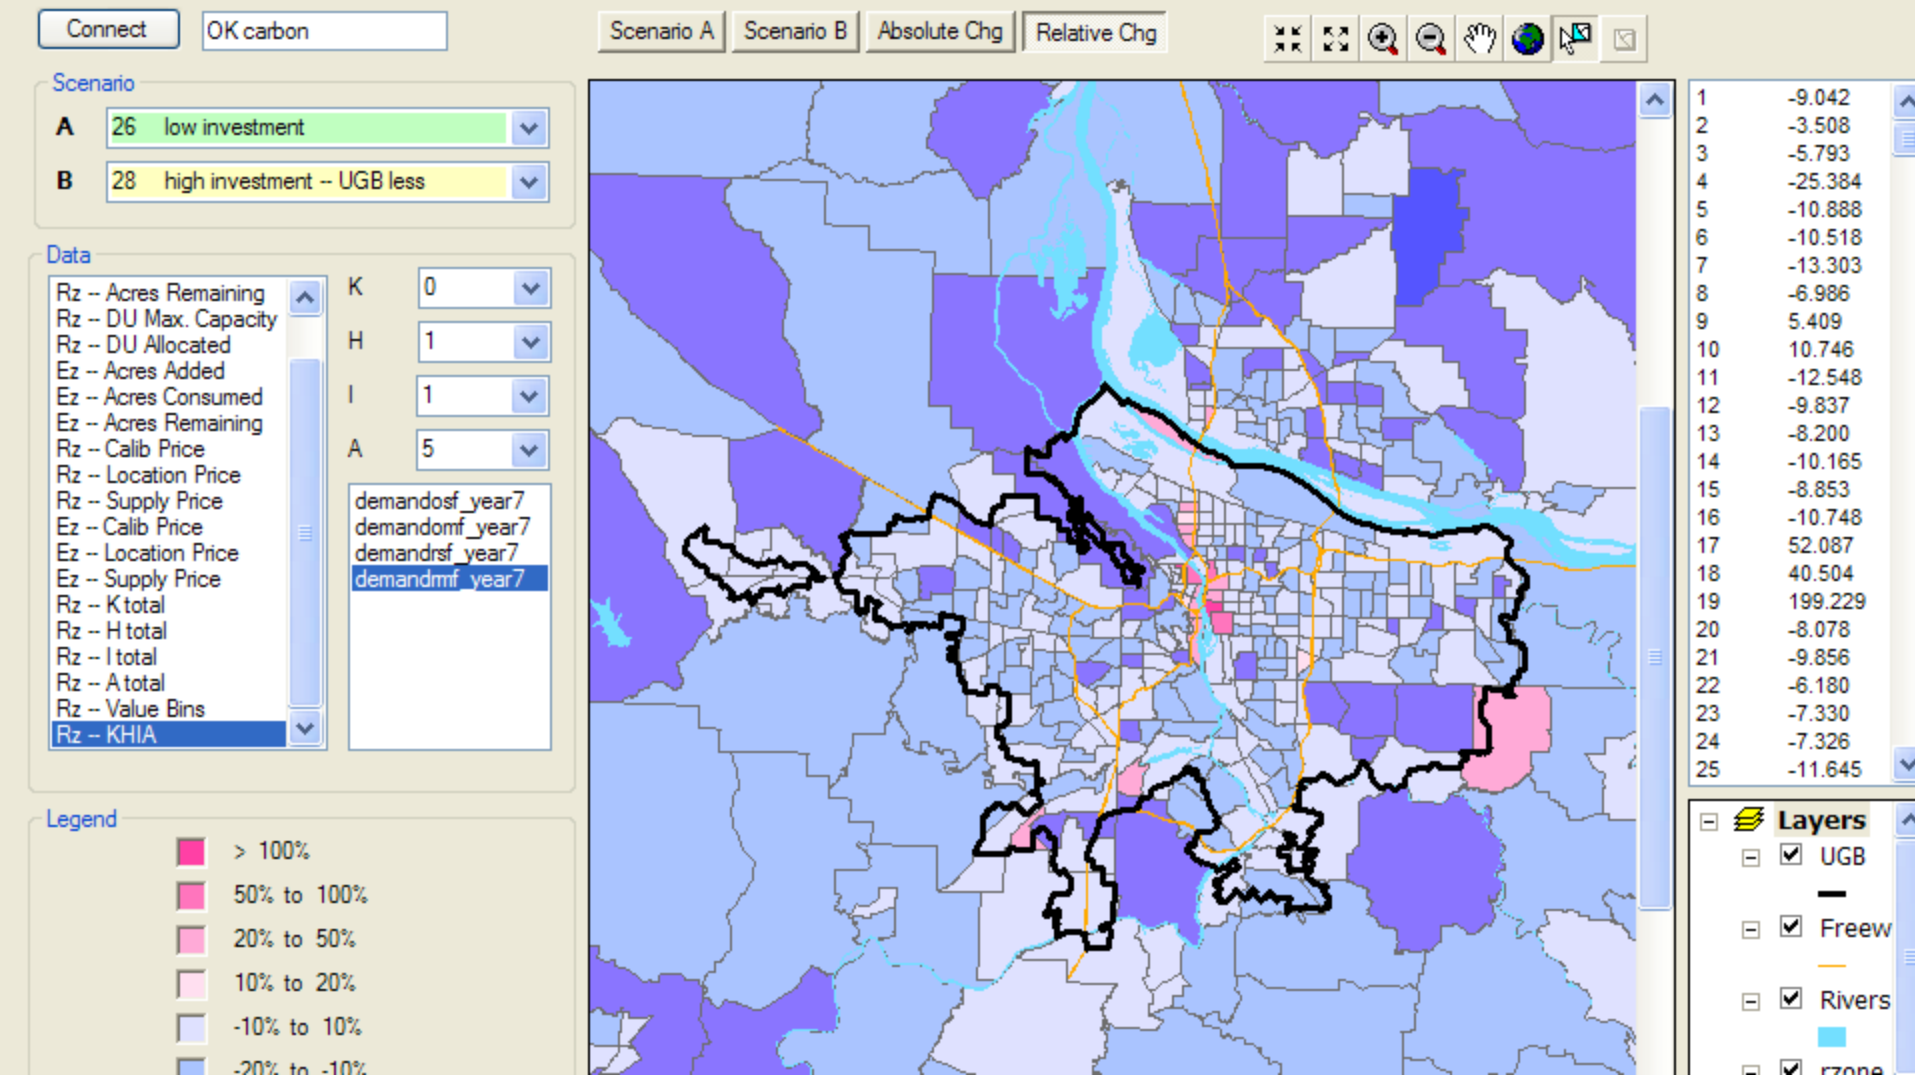 Connect
OK carbon
Scenario A
Scenario B
Absolute Chg
Relative Chg
Scenario
A 26 low investment
B 28 high investment -- UGB less
Data
Rz -- Acres Remaining
Rz -- DU Max. Capacity
Rz -- DU Allocated
Ez -- Acres Added
Ez -- Acres Consumed
Ez -- Acres Remaining
Rz -- Calib Price
Rz -- Location Price
Rz -- Supply Price
Ez -- Calib Price
Ez -- Location Price
Ez -- Supply Price
Rz -- K total
Rz -- H total
Rz -- I total
Rz -- A total
Rz -- Value Bins
Rz -- KHIA
K 0
H 1
I 1
A 5
demandosf_year7
demandomf_year7
demandrsf_year7
demandrmf_year7
Legend
> 100%
50% to 100%
20% to 50%
10% to 20%
-10% to 10%
-20% to -10%
1 -9.042
2 -3.508
3 -5.793
4 -25.384
5 -10.888
6 -10.518
7 -13.303
8 -6.986
9 5.409
10 10.746
11 -12.548
12 -9.837
13 -8.200
14 -10.165
15 -8.853
16 -10.748
17 52.087
18 40.504
19 199.229
20 -8.078
21 -9.856
22 -6.180
23 -7.330
24 -7.326
25 -11.645
Layers
UGB
Freew
Rivers
rzone